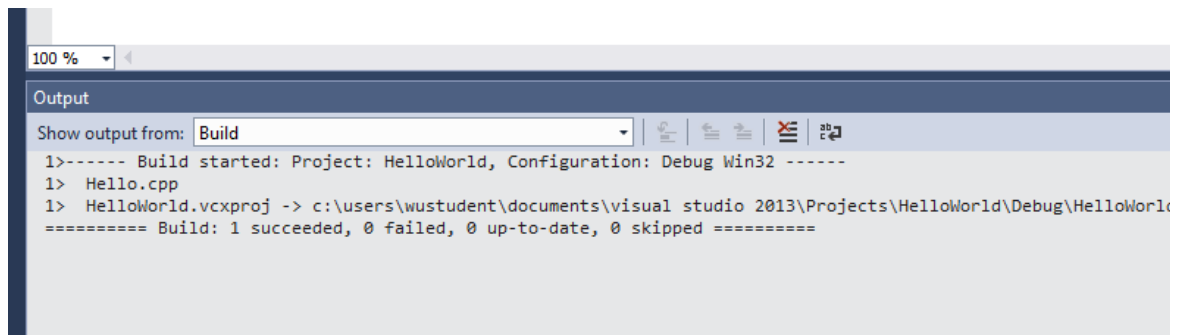 100 %
Output
Show output from: Build
1>------ Build started: Project: HelloWorld, Configuration: Debug Win32 ------
1>  Hello.cpp
1>  HelloWorld.vcxproj -> c:\users\wustudent\documents\visual studio 2013\Projects\HelloWorld\Debug\HelloWorl
========== Build: 1 succeeded, 0 failed, 0 up-to-date, 0 skipped ==========